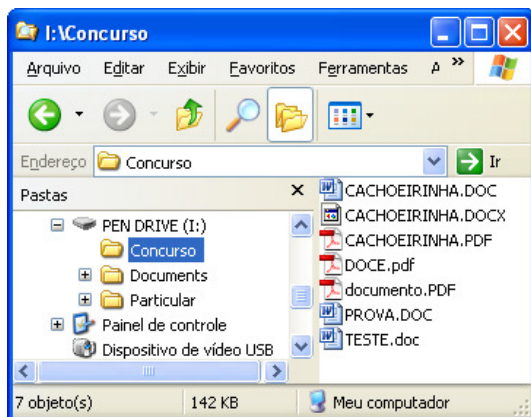 I:\Concurso
Arquivo Editar Exibir Favoritos Ferramentas A »
Endereço Concurso Ir
Pastas
PEN DRIVE (I:)
Concurso
Documents
Particular
Painel de controle
Dispositivo de vídeo USB
CACHOEIRINHA.DOC
CACHOEIRINHA.DOCX
CACHOEIRINHA.PDF
DOCE.pdf
documento.PDF
PROVA.DOC
TESTE.doc
7 objeto(s) 142 KB Meu computador